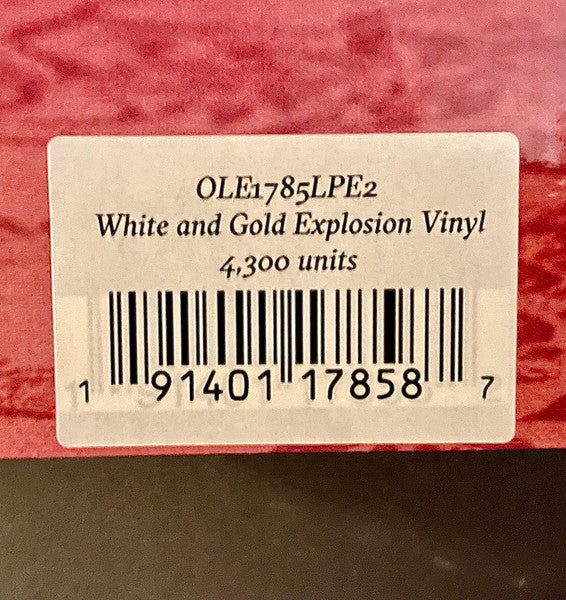 OLE1785LPE2
White and Gold Explosion Vinyl
4,300 units
1 91401 17858 7